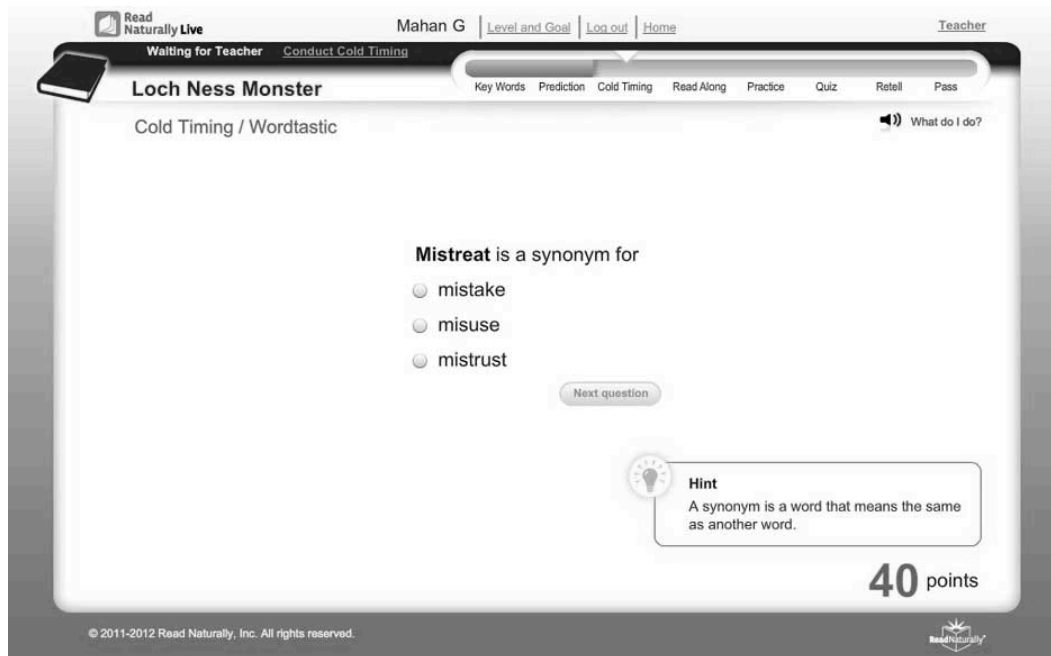 Read
Naturally Live
Mahan G Level and Goal Log out Home
Teacher
Waiting for Teacher Conduct Cold Timing
Loch Ness Monster
Key Words Prediction Cold Timing Read Along Practice Quiz Retell Pass
Cold Timing / Wordtastic
What do I do?
Mistreat is a synonym for
mistake
misuse
mistrust
Next question
Hint
A synonym is a word that means the same
as another word.
40 points
© 2011-2012 Read Naturally, Inc. All rights reserved.
Read Naturally